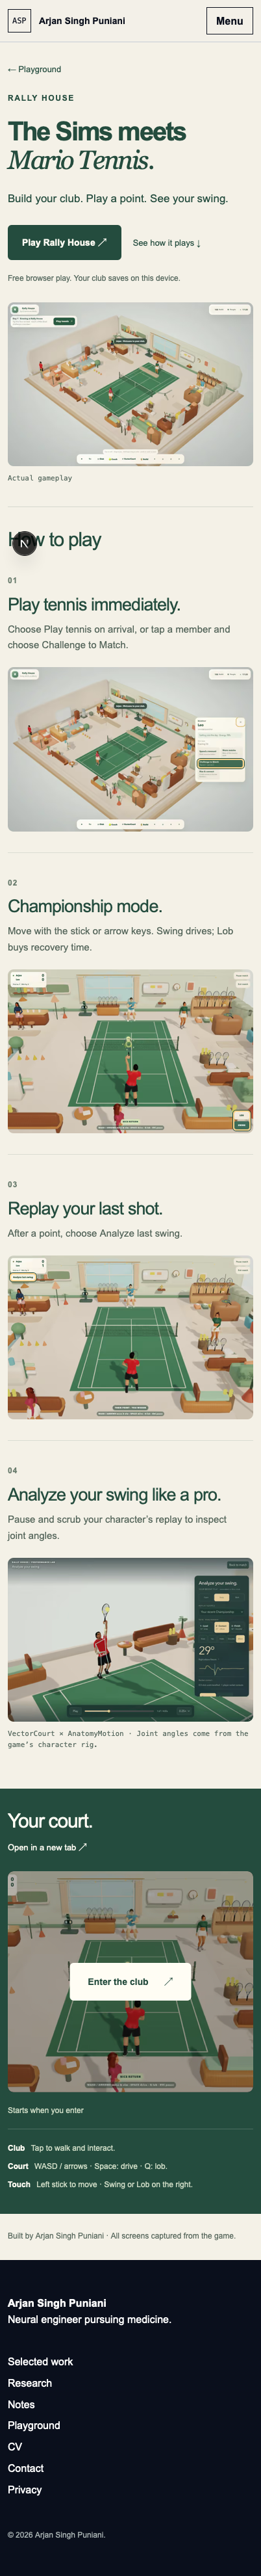 ASP
Arjan Singh Puniani
Menu
← Playground
RALLY HOUSE
The Sims meets
Mario Tennis.
Build your club. Play a point. See your swing.
Play Rally House ↗
See how it plays ↓
Free browser play. Your club saves on this device.
Actual gameplay
How to play
N
01
Play tennis immediately.
Choose Play tennis on arrival, or tap a member and
choose Challenge to Match.
02
Championship mode.
Move with the stick or arrow keys. Swing drives; Lob
buys recovery time.
03
Replay your last shot.
After a point, choose Analyze last swing.
04
Analyze your swing like a pro.
Pause and scrub your character's replay to inspect
joint angles.
Analyze your swing
29°
VectorCourt × AnatomyMotion · Joint angles come from the
game's character rig.
Your court.
Open in a new tab ↗
Enter the club ↗
Starts when you enter
Club Tap to walk and interact.
Court WASD / arrows · Space: drive · Q: lob.
Touch Left stick to move · Swing or Lob on the right.
Built by Arjan Singh Puniani · All screens captured from the game.
Arjan Singh Puniani
Neural engineer pursuing medicine.
Selected work
Research
Notes
Playground
CV
Contact
Privacy
© 2026 Arjan Singh Puniani.